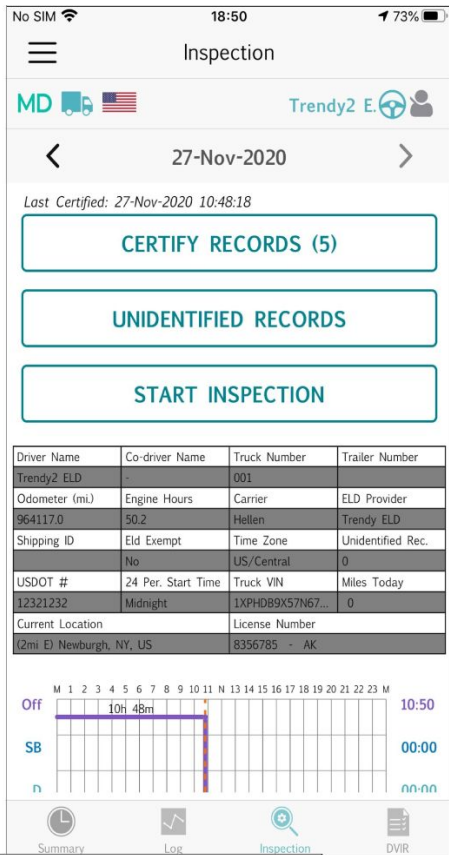 No SIM 18:50 73%
Inspection
MD Trendy2 E.
27-Nov-2020
Last Certified: 27-Nov-2020 10:48:18
CERTIFY RECORDS (5)
UNIDENTIFIED RECORDS
START INSPECTION
Driver Name Co-driver Name Truck Number Trailer Number
Trendy2 ELD - 001
Odometer (mi.) Engine Hours Carrier ELD Provider
964117.0 50.2 Hellen Trendy ELD
Shipping ID Eld Exempt Time Zone Unidentified Rec.
No US/Central 0
USDOT # 24 Per. Start Time Truck VIN Miles Today
12321232 Midnight 1XPHDB9X57N67... 0
Current Location License Number
(2mi E) Newburgh, NY, US 8356785 - AK
M 1 2 3 4 5 6 7 8 9 10 11 N 13 14 15 16 17 18 19 20 21 22 23 M
Off 10h 48m 10:50
SB 00:00
D 00:00
Summary Log Inspection DVIR